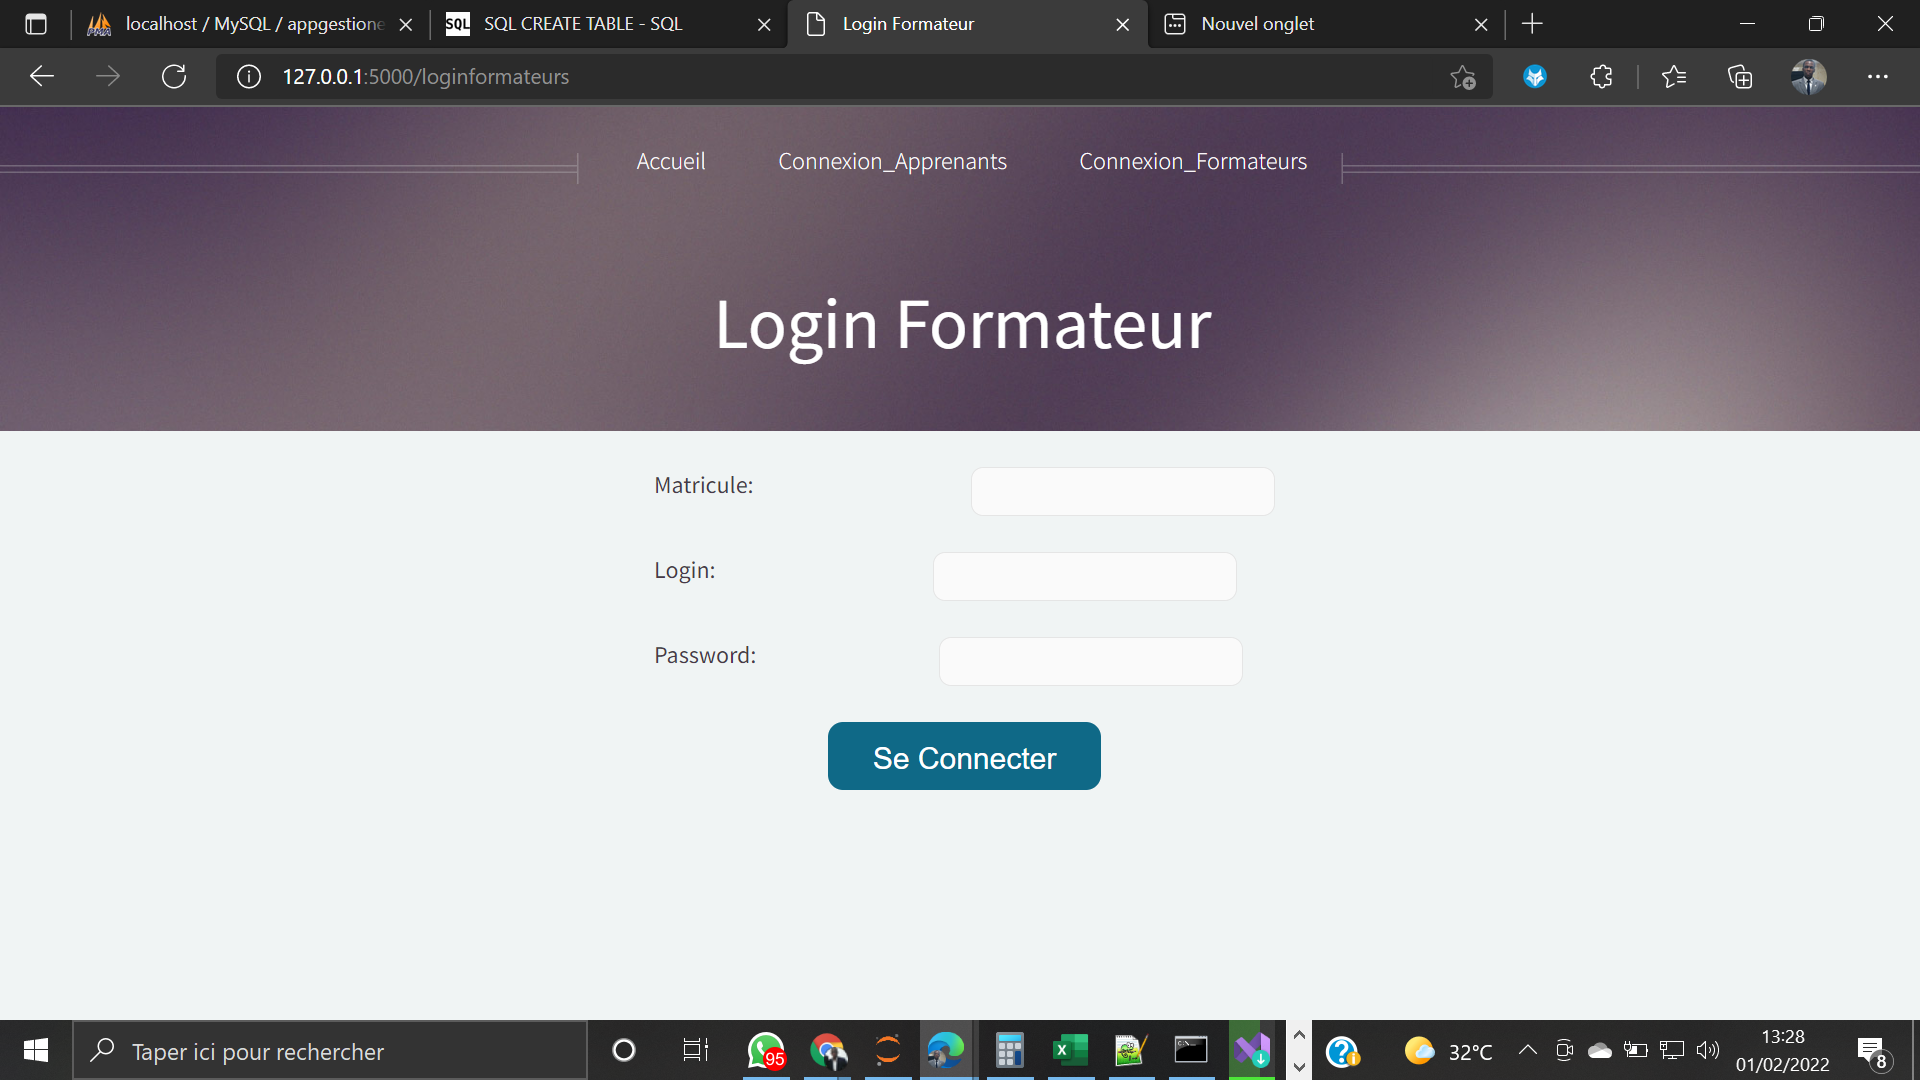 localhost / MySQL / appgestione
SQL SQL CREATE TABLE - SQL
Login Formateur
Nouvel onglet
127.0.0.1:5000/loginformateurs
Accueil Connexion_Apprenants Connexion_Formateurs
Login Formateur
Matricule:
Login:
Password:
Se Connecter
Taper ici pour rechercher
95
32°C
13:28
01/02/2022
8